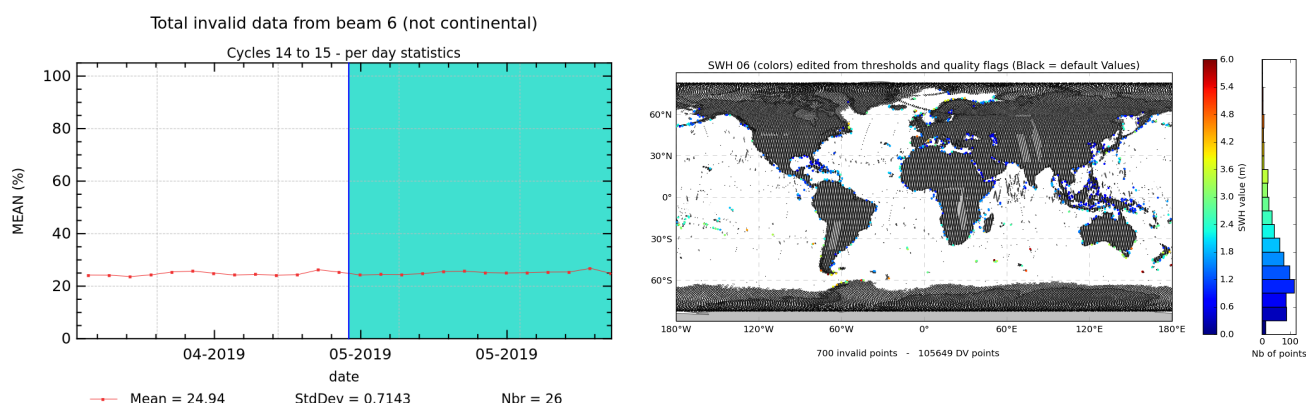 Total invalid data from beam 6 (not continental)
Cycles 14 to 15 - per day statistics
100
80
60
40
20
0
MEAN (%)
04-2019
05-2019
05-2019
date
Mean = 24.94
StdDev = 0.7143
Nbr = 26
SWH 06 (colors) edited from thresholds and quality flags (Black = default Values)
60°N
30°N
0°
30°S
60°S
180°W
120°W
60°W
0°
60°E
120°E
180°E
700 invalid points - 105649 DV points
6.0
5.4
4.8
4.2
3.6
3.0
2.4
1.8
1.2
0.6
0.0
SWH value (m)
0
100
Nb of points